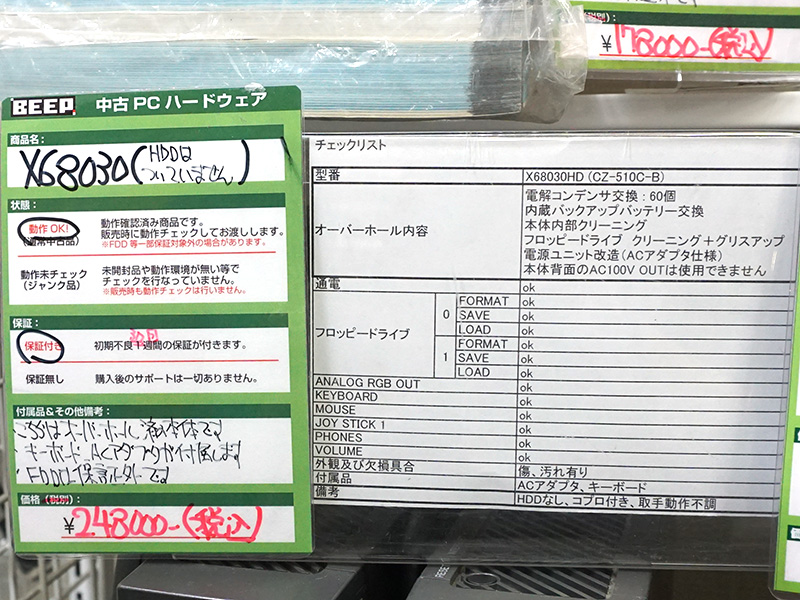 税別）：
¥178000-(税込)
BEEP. 中古PCハードウェア
商品名：
X68030(HDDは
ついていません)
状態：
動作OK!
(通常中古品)
動作確認済み商品です。
販売時に動作チェックしてお渡しします。
※FDD等一部保証対象外の場合があります。
動作未チェック
(ジャンク品)
未開封品や動作環境が無い等で
チェックを行なっていません。
※販売時も動作チェックは行いません。
保証：
保証付き
初期不良1週間の保証が付きます。
保証無し
購入後のサポートは一切ありません。
付属品＆その他備考：
こちらはオーバーホール済み本体です
キーボード、ACアダプタが付属します
FDDは保証外です
価格（税別）：
¥248000-(税込)
チェックリスト
型番 X68030HD (CZ-510C-B)
オーバーホール内容
電解コンデンサ交換：60個
内蔵バックアップバッテリー交換
本体内部クリーニング
フロッピードライブ クリーニング＋グリスアップ
電源ユニット改造(ACアダプタ仕様)
本体背面のAC100V OUTは使用できません
通電 ok
フロッピードライブ
0 FORMAT ok
SAVE ok
LOAD ok
1 FORMAT ok
SAVE ok
LOAD ok
ANALOG RGB OUT ok
KEYBOARD ok
MOUSE ok
JOY STICK 1 ok
PHONES ok
VOLUME ok
外観及び欠損具合 傷、汚れ有り
付属品 ACアダプタ、キーボード
備考 HDDなし、コプロ付き、取手動作不調